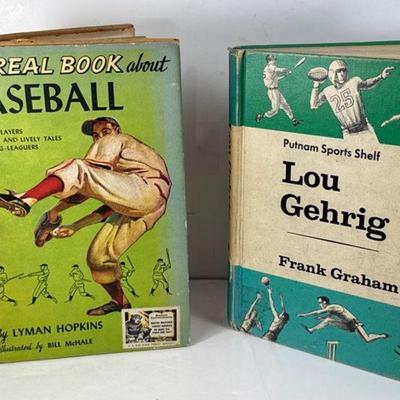 REAL BOOK about
ASEBALL
LAYERS
AND LIVELY TALES
G-LEAGUERS
by LYMAN HOPKINS
Illustrated by BILL McHALE
25
Putnam Sports Shelf
Lou
Gehrig
Frank Graham